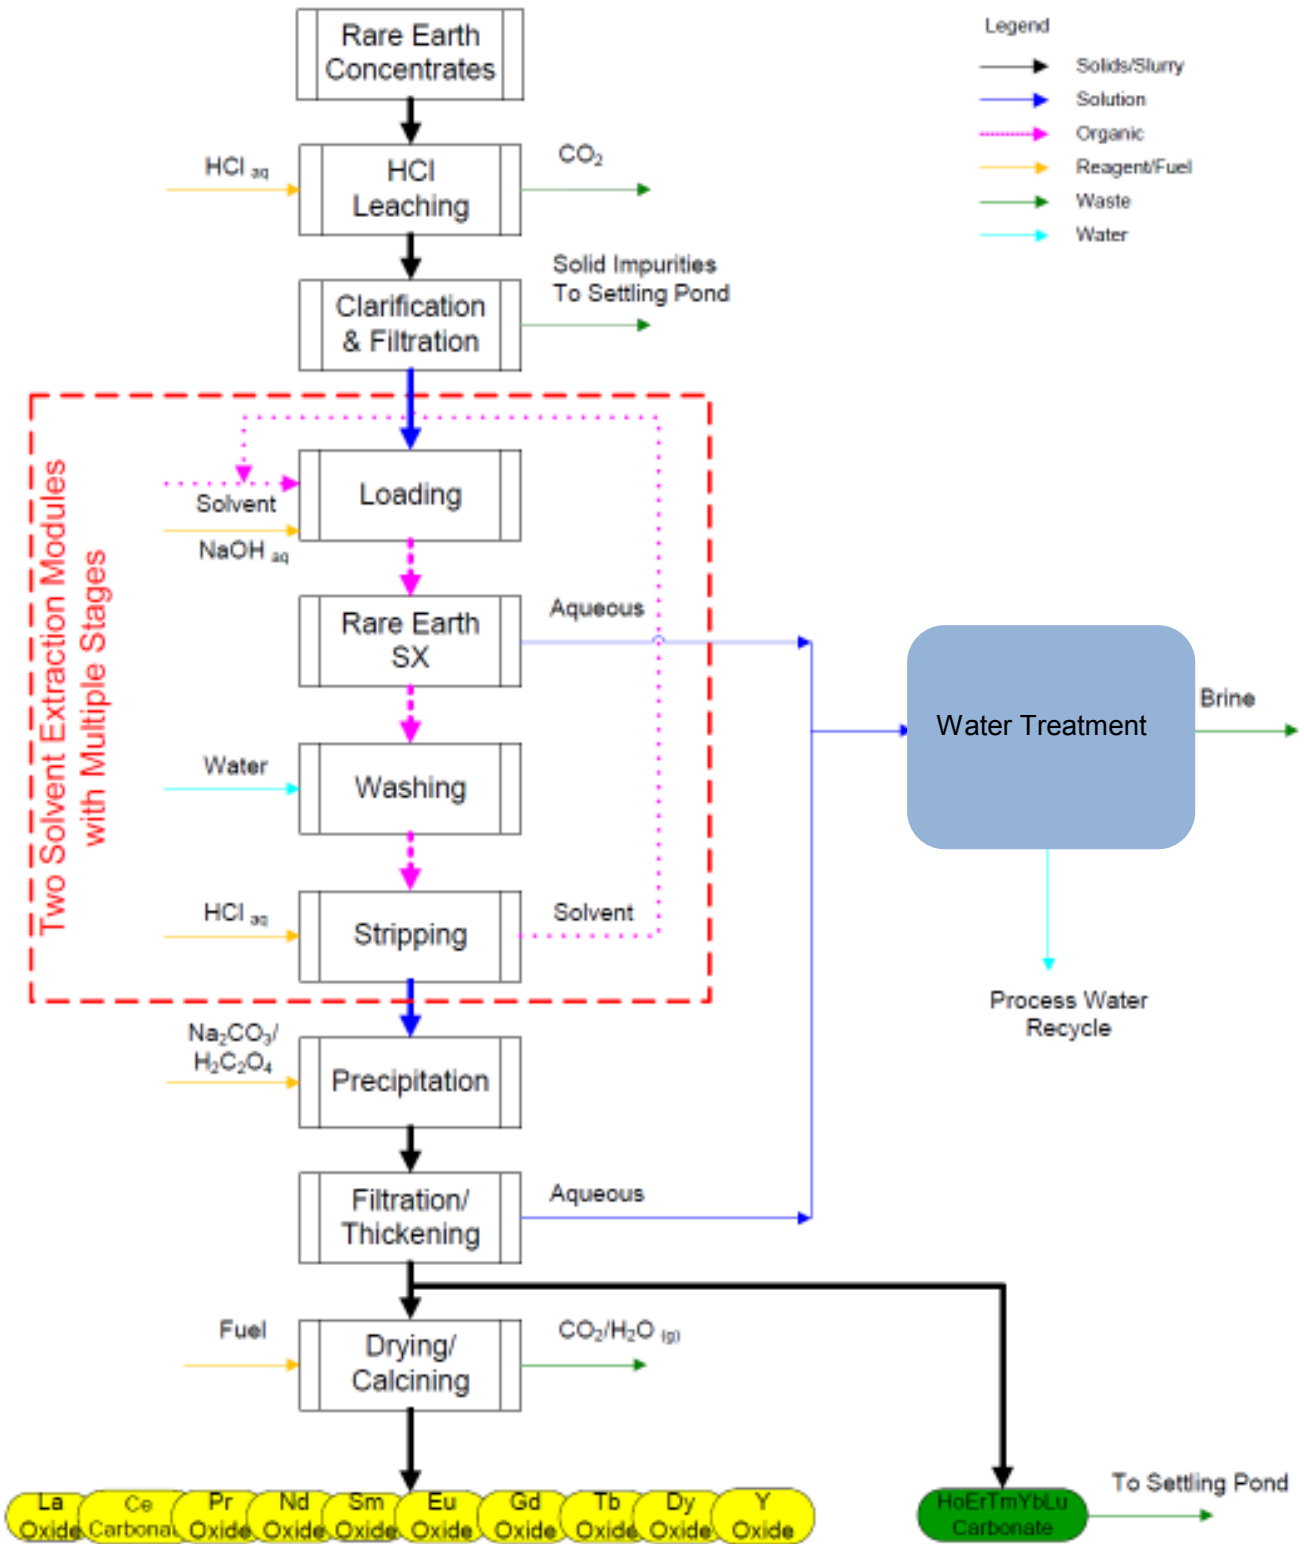 Rare Earth
Concentrates
Legend
Solids/Slurry
Solution
Organic
Reagent/Fuel
Waste
Water
HCl aq
HCl
Leaching
CO2
Clarification
& Filtration
Solid Impurities
To Settling Pond
Two Solvent Extraction Modules
with Multiple Stages
Solvent
NaOH aq
Loading
Rare Earth
SX
Aqueous
Water
Washing
HCl aq
Stripping
Solvent
Water Treatment
Brine
Process Water
Recycle
Na2CO3/
H2C2O4
Precipitation
Filtration/
Thickening
Aqueous
Fuel
Drying/
Calcining
CO2/H2O (g)
La
Oxide
Ce
Carbonat
Pr
Oxide
Nd
Oxide
Sm
Oxide
Eu
Oxide
Gd
Oxide
Tb
Oxide
Dy
Oxide
Y
Oxide
HoErTmYbLu
Carbonate
To Settling Pond